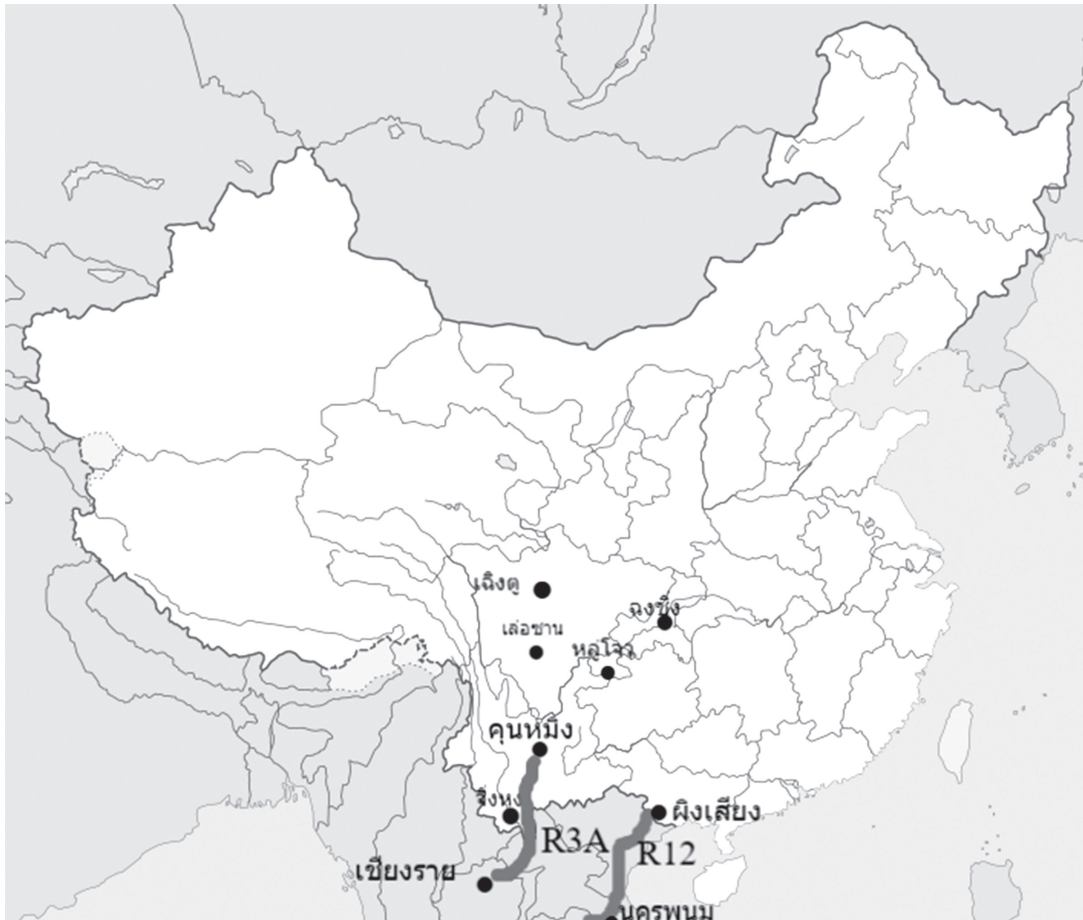 เฉิงตู
ฉงชิ่ง
เล่อซาน
หลูโจว
คุนหมิง
จิ่งหง
ผิงเสียง
R3A
R12
เชียงราย
นครพนม